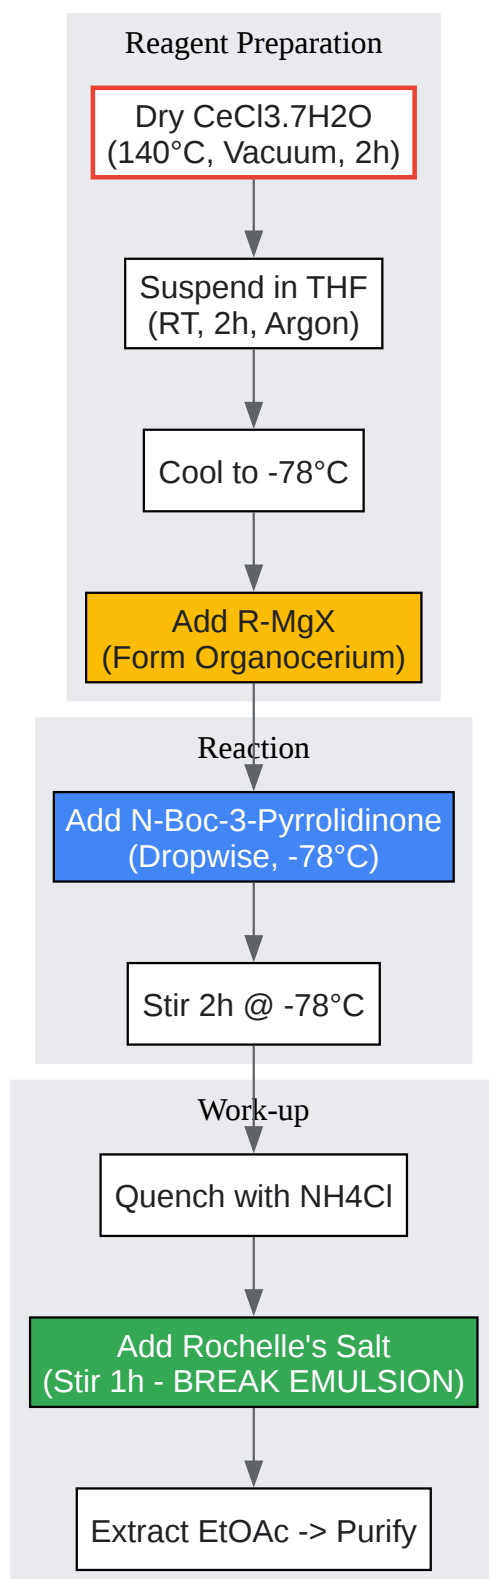 Reagent Preparation
Dry CeCl3.7H2O
(140°C, Vacuum, 2h)
Suspend in THF
(RT, 2h, Argon)
Cool to -78°C
Add R-MgX
(Form Organocerium)
Reaction
Add N-Boc-3-Pyrrolidinone
(Dropwise, -78°C)
Stir 2h @ -78°C
Work-up
Quench with NH4Cl
Add Rochelle's Salt
(Stir 1h - BREAK EMULSION)
Extract EtOAc -> Purify